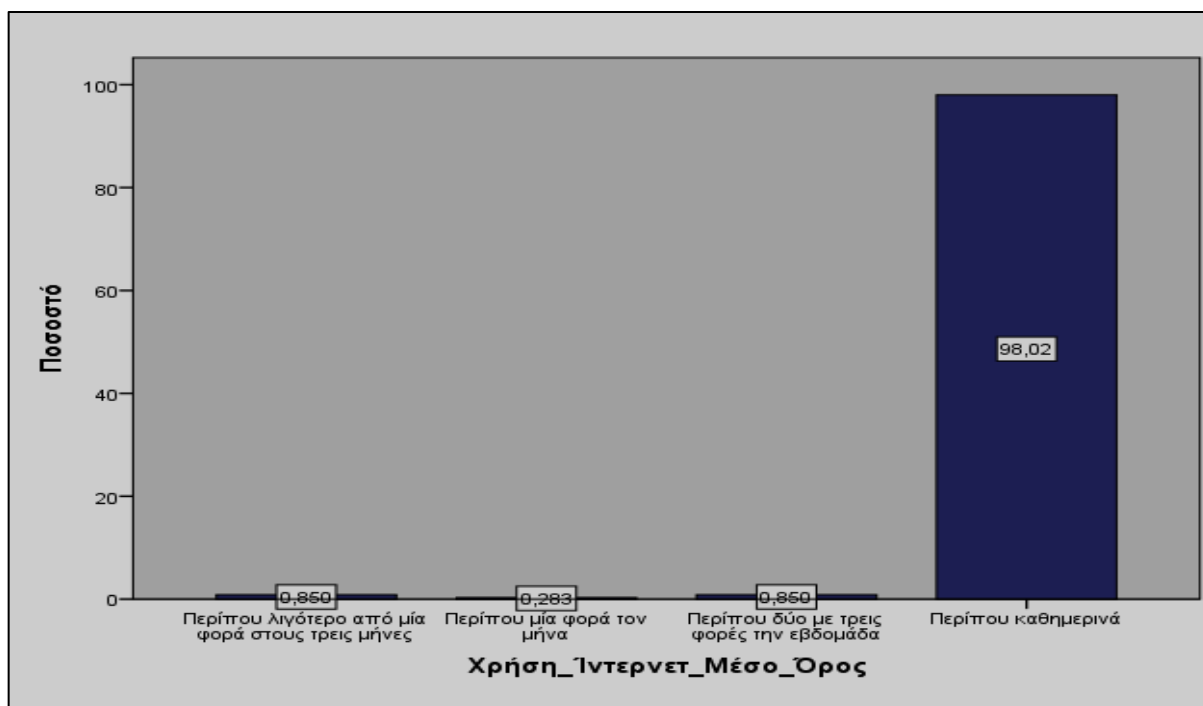 100
80
60
40
20
0
Ποσοστό
98,02
0,850
0,283
0,850
Περίπου λιγότερο από μία
φορά στους τρεις μήνες
Περίπου μία φορά τον
μήνα
Περίπου δύο με τρεις
φορές την εβδομάδα
Περίπου καθημερινά
Χρήση_Ίντερνετ_Μέσο_Όρος